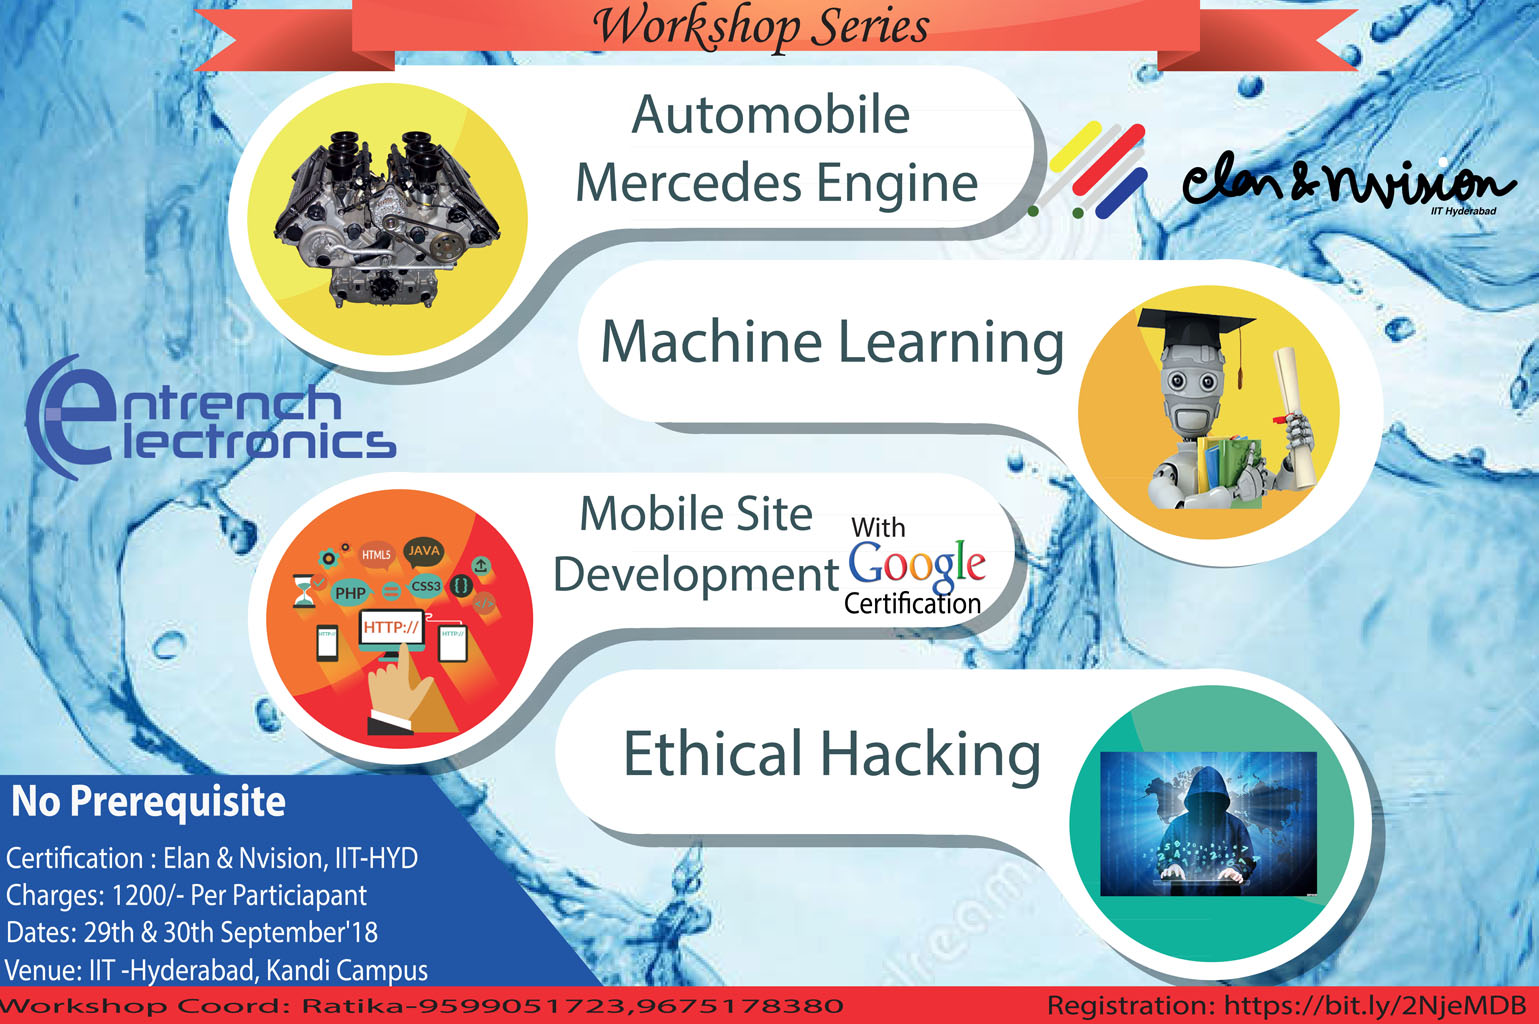 Workshop Series
Automobile
Mercedes Engine
elan & nvision
IIT Hyderabad
Machine Learning
entrench
electronics
Mobile Site
Development
With
Google
Certification
HTML5
JAVA
PHP
CSS3
{}
</>
HTTP://
HTTP://
HTTP://
Ethical Hacking
No Prerequisite
Certification : Elan & Nvision, IIT-HYD
Charges: 1200/- Per Particiapant
Dates: 29th & 30th September'18
Venue: IIT -Hyderabad, Kandi Campus
Workshop Coord: Ratika-9599051723,9675178380
Registration: https://bit.ly/2NjeMDB